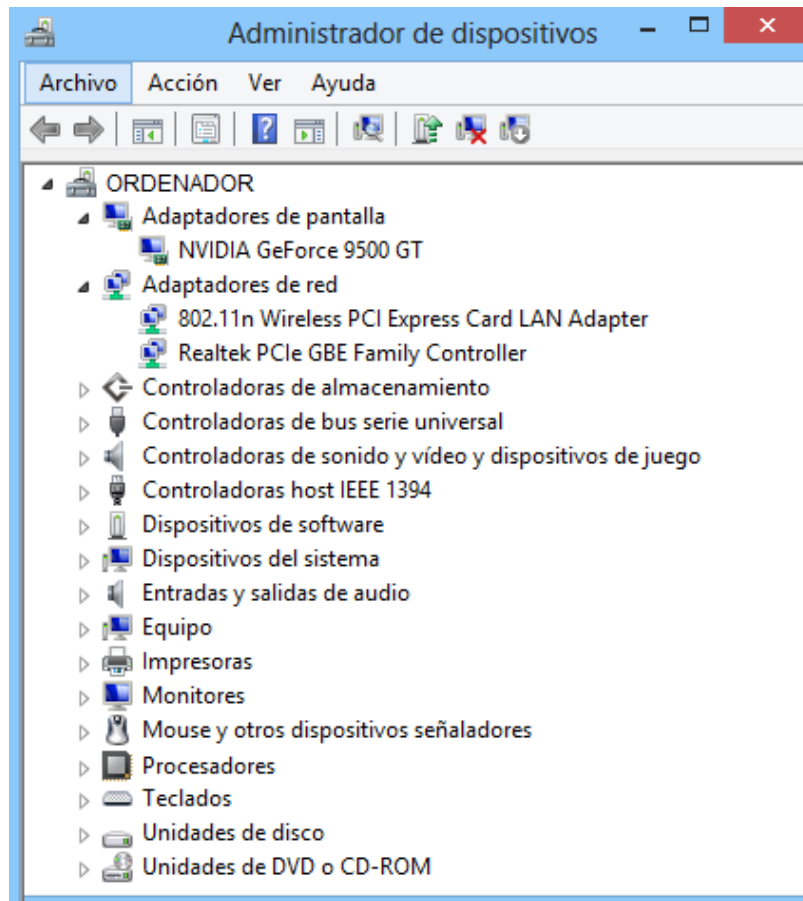 Administrador de dispositivos
Archivo Acción Ver Ayuda
ORDENADOR
Adaptadores de pantalla
NVIDIA GeForce 9500 GT
Adaptadores de red
802.11n Wireless PCI Express Card LAN Adapter
Realtek PCIe GBE Family Controller
Controladoras de almacenamiento
Controladoras de bus serie universal
Controladoras de sonido y vídeo y dispositivos de juego
Controladoras host IEEE 1394
Dispositivos de software
Dispositivos del sistema
Entradas y salidas de audio
Equipo
Impresoras
Monitores
Mouse y otros dispositivos señaladores
Procesadores
Teclados
Unidades de disco
Unidades de DVD o CD-ROM